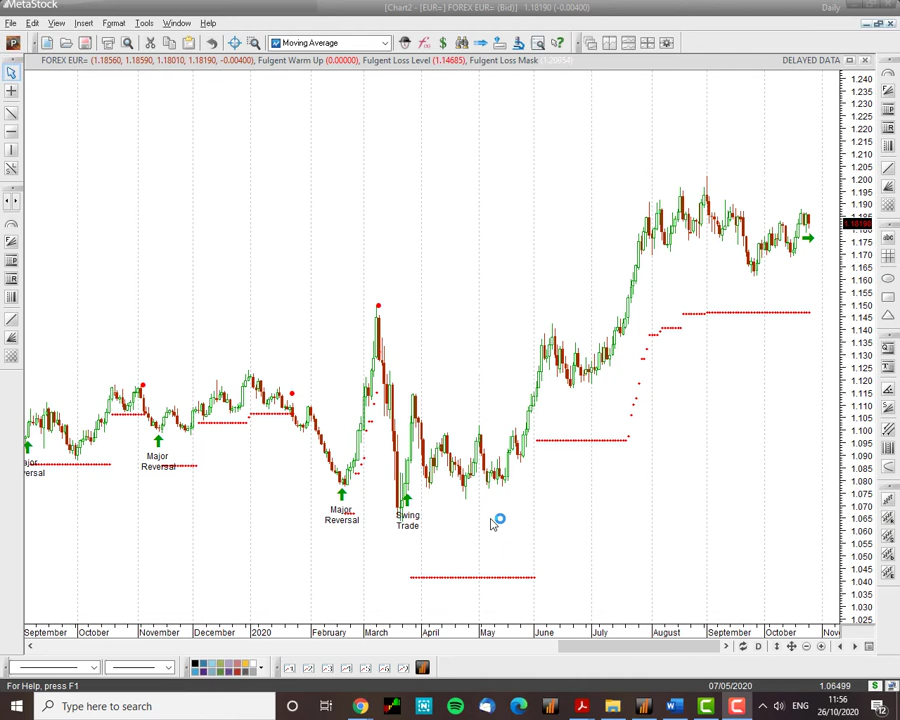 MetaStock
[Chart2 - [EUR=] FOREX EUR= (Bid)] 1.18190 (-0.00400)
Daily
File Edit View Insert Format Tools Window Help
Moving Average
FOREX EUR= (1.18560, 1.18590, 1.18010, 1.18190, -0.00400), Fulgent Warm Up (0.00000), Fulgent Loss Level (1.14685), Fulgent Loss Mask (1.20854)
DELAYED DATA
1.240
1.235
1.230
1.225
1.220
1.215
1.210
1.205
1.200
1.195
1.190
1.185
1.18190
1.175
1.170
1.165
1.160
1.155
1.150
1.145
1.140
1.135
1.130
1.125
1.120
1.115
1.110
1.105
1.100
1.095
1.090
1.085
1.080
1.075
1.070
1.065
1.060
1.055
1.050
1.045
1.040
1.035
1.030
1.025
Major
Reversal
Major
Reversal
Swing
Trade
September October November December 2020 February March April May June July August September October Nov
For Help, press F1
07/05/2020
1.06499
Type here to search
ENG
11:56
26/10/2020
12